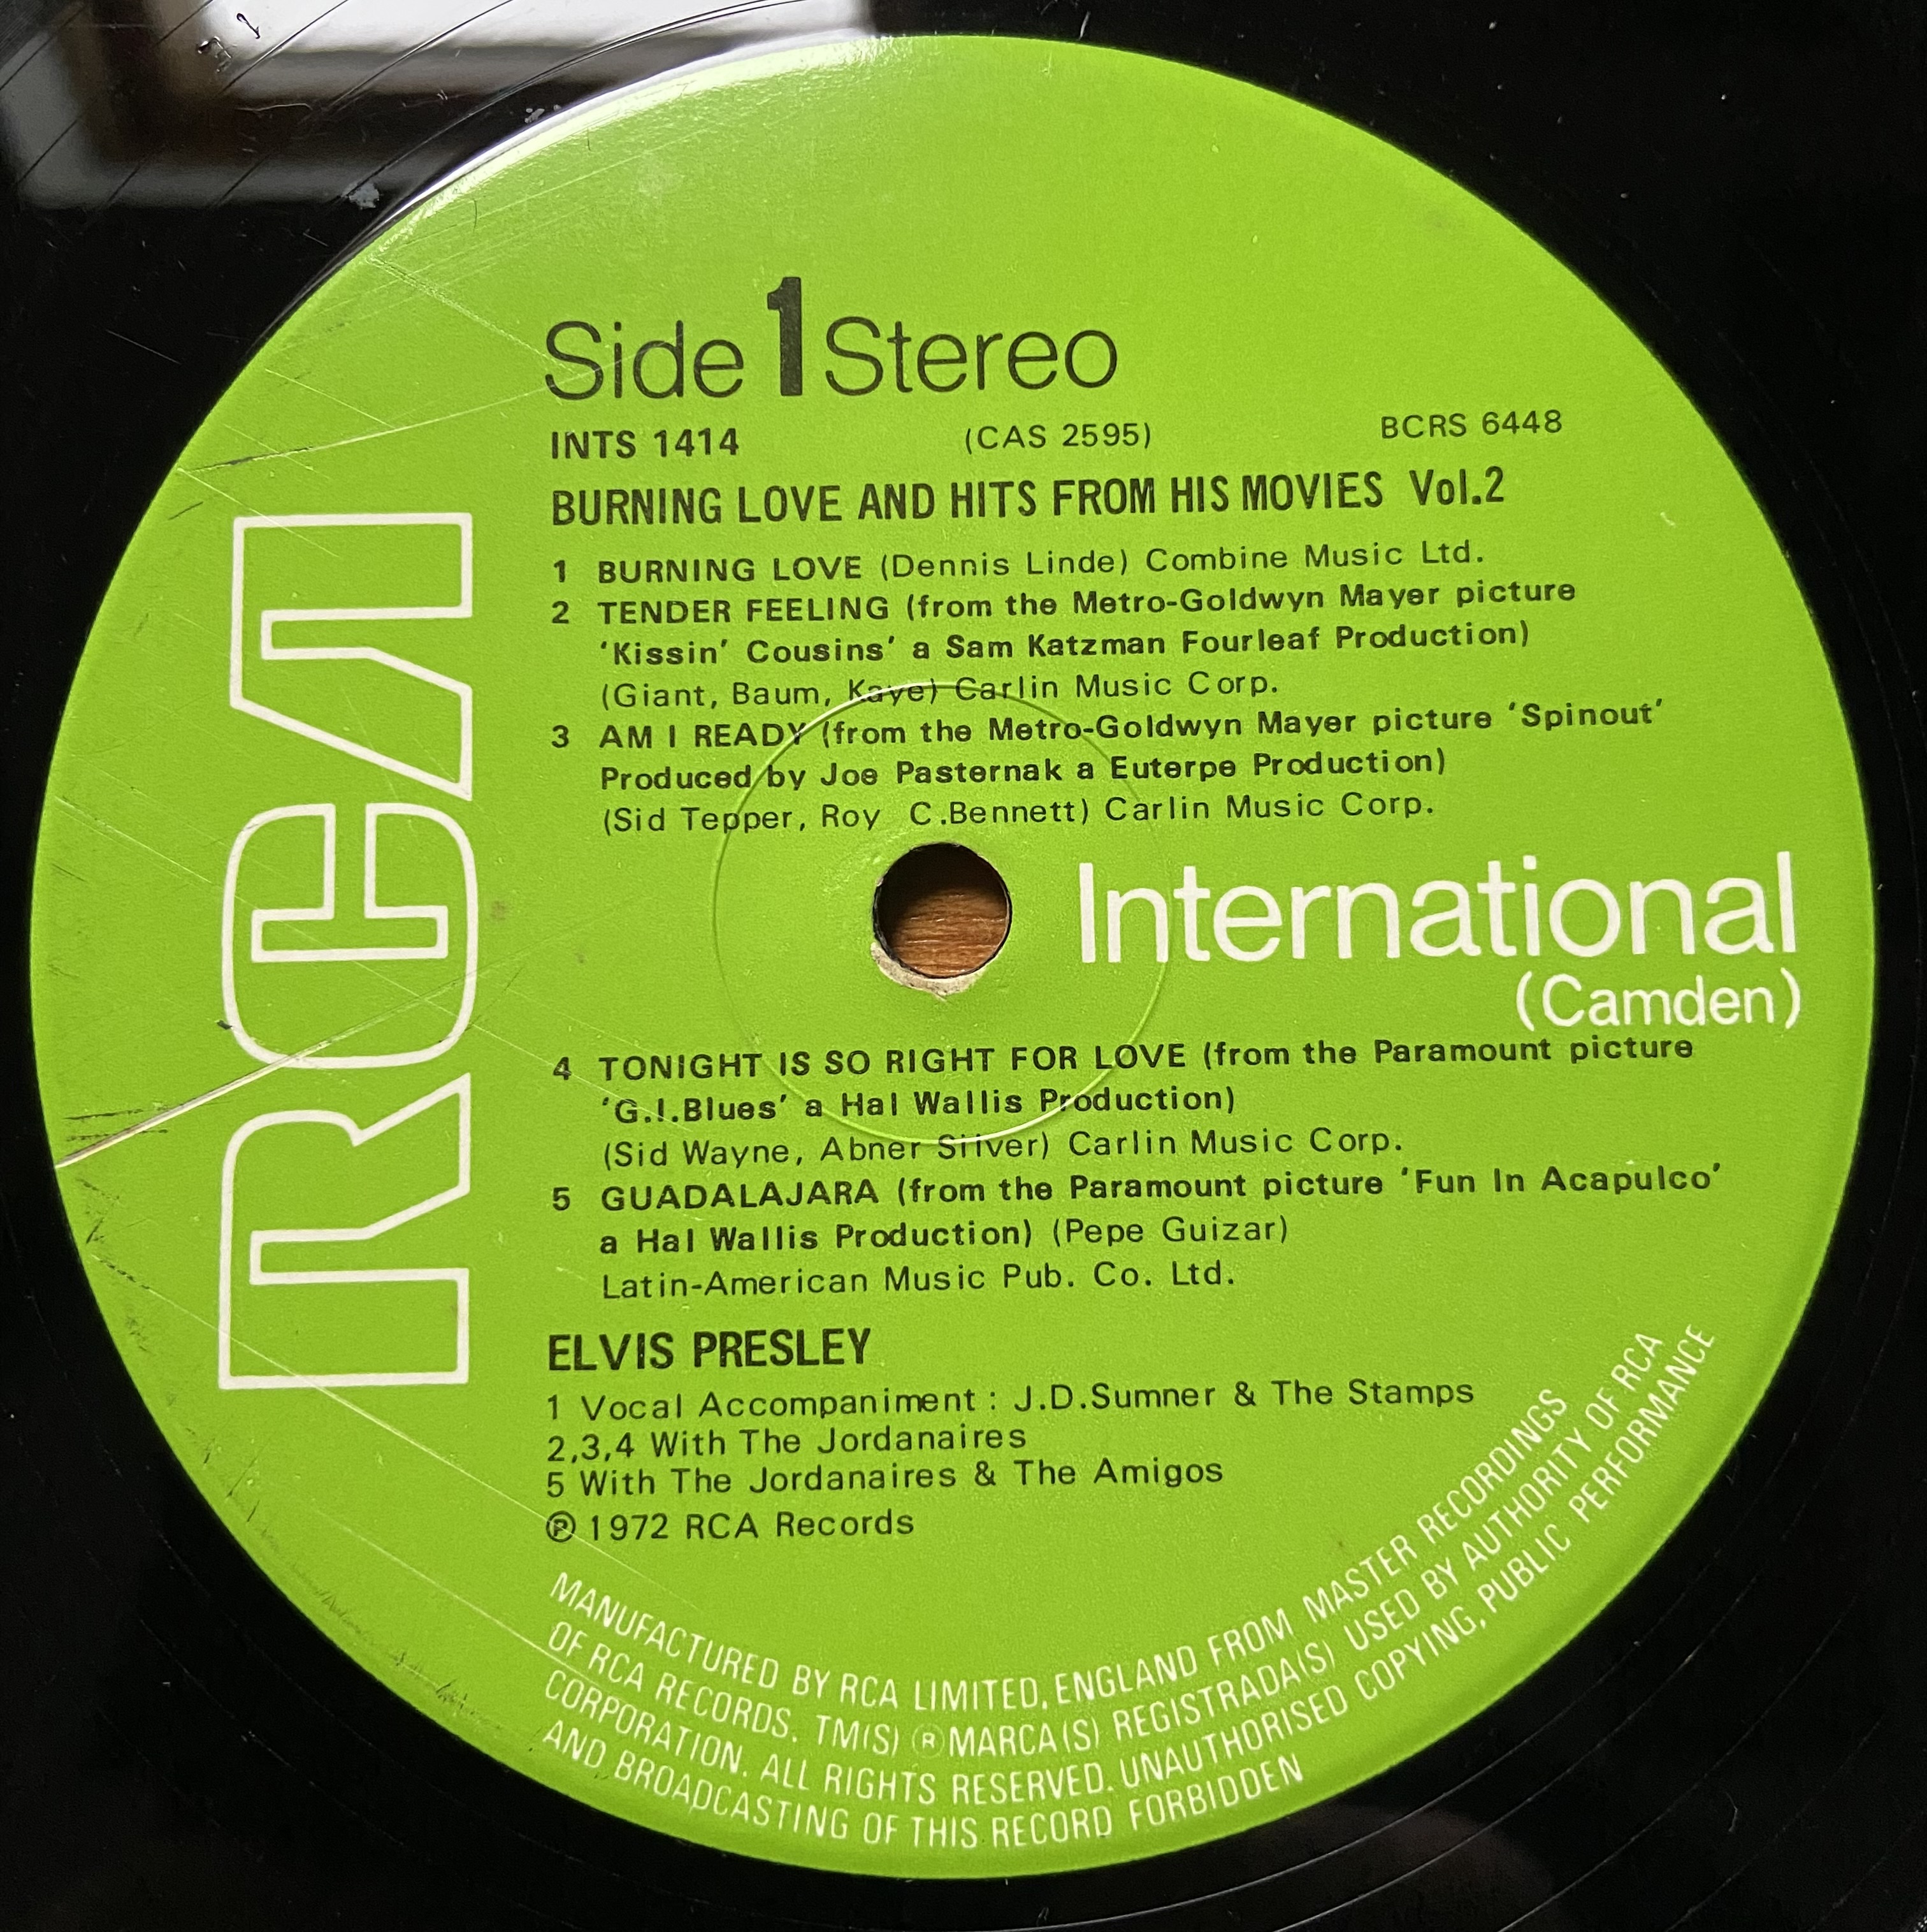 Side 1 Stereo
INTS 1414 (CAS 2595) BCRS 6448
BURNING LOVE AND HITS FROM HIS MOVIES Vol.2
1 BURNING LOVE (Dennis Linde) Combine Music Ltd.
2 TENDER FEELING (from the Metro-Goldwyn Mayer picture
'Kissin' Cousins' a Sam Katzman Fourleaf Production)
(Giant, Baum, Kaye) Carlin Music Corp.
3 AM I READY (from the Metro-Goldwyn Mayer picture 'Spinout'
Produced by Joe Pasternak a Euterpe Production)
(Sid Tepper, Roy C.Bennett) Carlin Music Corp.
RCA
International
(Camden)
4 TONIGHT IS SO RIGHT FOR LOVE (from the Paramount picture
'G.I.Blues' a Hal Wallis Production)
(Sid Wayne, Abner Silver) Carlin Music Corp.
5 GUADALAJARA (from the Paramount picture 'Fun In Acapulco'
a Hal Wallis Production) (Pepe Guizar)
Latin-American Music Pub. Co. Ltd.
ELVIS PRESLEY
1 Vocal Accompaniment : J.D.Sumner & The Stamps
2,3,4 With The Jordanaires
5 With The Jordanaires & The Amigos
℗ 1972 RCA Records
MANUFACTURED BY RCA LIMITED, ENGLAND FROM MASTER RECORDINGS
OF RCA RECORDS. TM(S) ® MARCA(S) REGISTRADA(S) USED BY AUTHORITY OF RCA
CORPORATION. ALL RIGHTS RESERVED. UNAUTHORISED COPYING, PUBLIC PERFORMANCE
AND BROADCASTING OF THIS RECORD FORBIDDEN